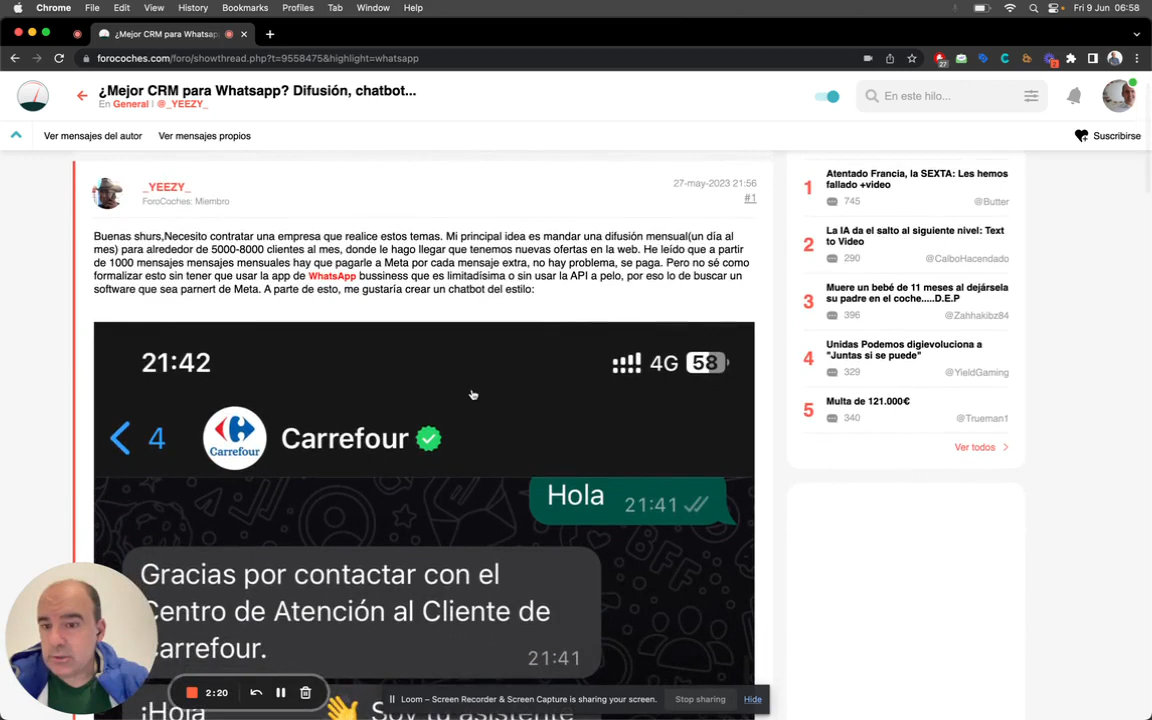 Chrome File Edit View History Bookmarks Profiles Tab Window Help Fri 9 Jun 06:58
¿Mejor CRM para Whatsapp
forocoches.com/foro/showthread.php?t=9558475&highlight=whatsapp
27
2
¿Mejor CRM para Whatsapp? Difusión, chatbot...
En General | @_YEEZY_
En este hilo...
Ver mensajes del autor Ver mensajes propios
Suscribirse
_YEEZY_
ForoCoches: Miembro
27-may-2023 21:56
#1
Buenas shurs,Necesito contratar una empresa que realice estos temas. Mi principal idea es mandar una difusión mensual(un día al
mes) para alrededor de 5000-8000 clientes al mes, donde le hago llegar que tenemos nuevas ofertas en la web. He leído que a partir
de 1000 mensajes mensajes mensuales hay que pagarle a Meta por cada mensaje extra, no hay problema, se paga. Pero no sé como
formalizar esto sin tener que usar la app de WhatsApp bussiness que es limitadísima o sin usar la API a pelo, por eso lo de buscar un
software que sea parnert de Meta. A parte de esto, me gustaría crear un chatbot del estilo:
21:42
4G 58
4
Carrefour
Carrefour
Hola 21:41
Gracias por contactar con el
Centro de Atención al Cliente de
Carrefour.
21:41
¡Hola Soy tu asistente
1 Atentado Francia, la SEXTA: Les hemos
fallado +video
745 @Butter
2 La IA da el salto al siguiente nivel: Text
to Video
290 @CalboHacendado
3 Muere un bebé de 11 meses al dejársela
su padre en el coche.....D.E.P
396 @Zahhakibz84
4 Unidas Podemos digievoluciona a
"Juntas si se puede"
329 @YieldGaming
5 Multa de 121.000€
340 @Trueman1
Ver todos
2:20
Loom – Screen Recorder & Screen Capture is sharing your screen. Stop sharing Hide